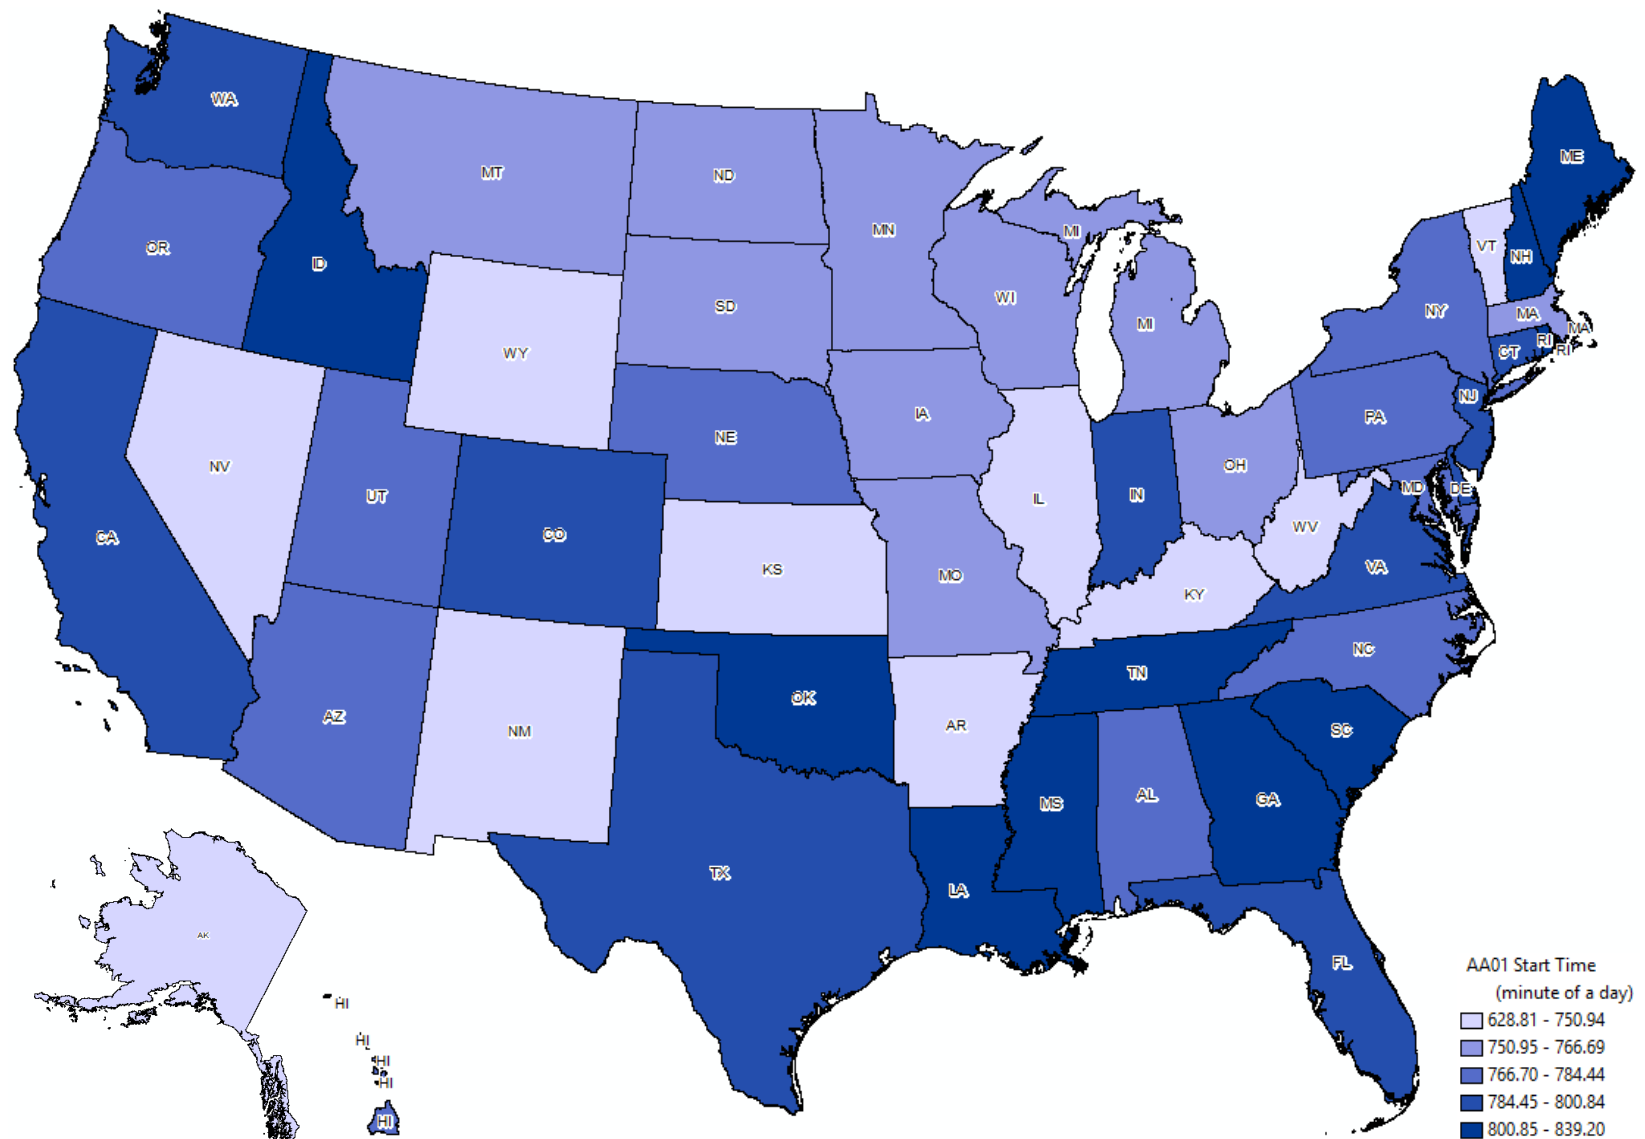 WA
ME
MT
ND
VT
MN
MI
OR
NH
ID
WI
SD
NY
MA
MI
MA
RI
RI
WY
CT
NJ
IA
PA
NE
NV
OH
UT
MD
DE
IL
IN
WV
CO
CA
VA
KS
MO
KY
NC
TN
OK
AZ
AR
NM
SC
AL
GA
MS
TX
LA
AK
FL
AA01 Start Time
(minute of a day)
HI
628.81 - 750.94
HI
750.95 - 766.69
HI
766.70 - 784.44
HI
784.45 - 800.84
HI
800.85 - 839.20